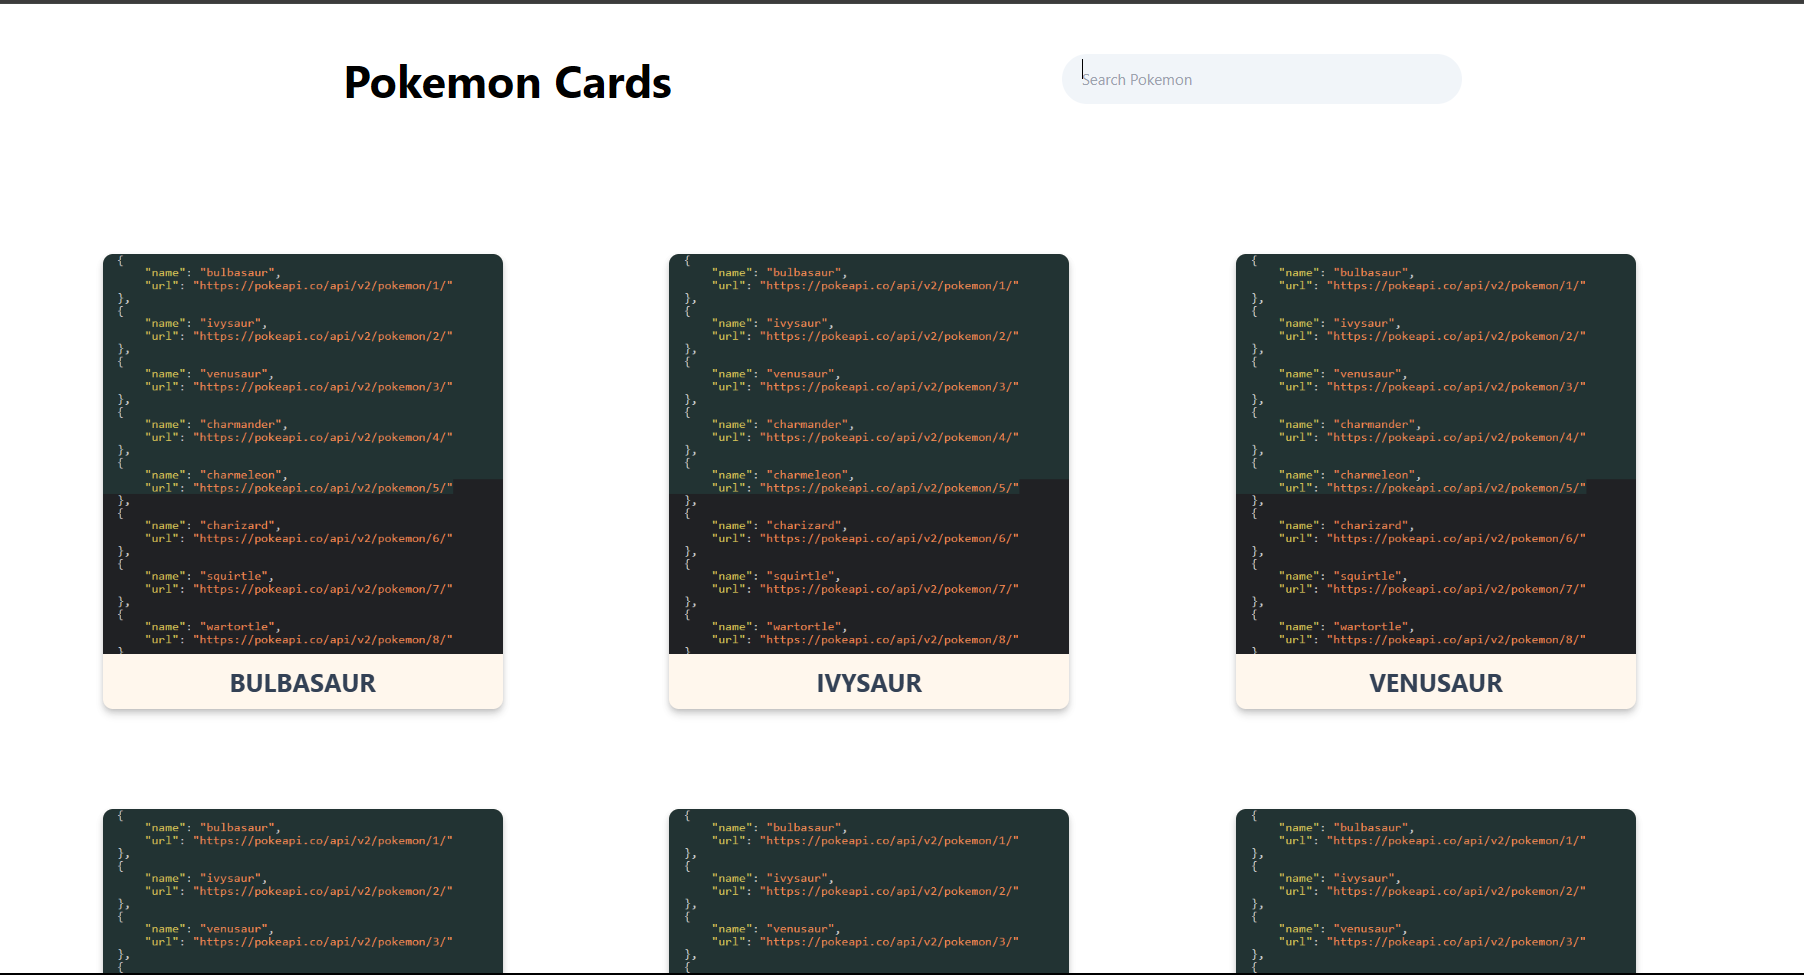 Pokemon Cards
Search Pokemon
{
"name": "bulbasaur",
"url": "https://pokeapi.co/api/v2/pokemon/1/"
},
{
"name": "ivysaur",
"url": "https://pokeapi.co/api/v2/pokemon/2/"
},
{
"name": "venusaur",
"url": "https://pokeapi.co/api/v2/pokemon/3/"
},
{
"name": "charmander",
"url": "https://pokeapi.co/api/v2/pokemon/4/"
},
{
"name": "charmeleon",
"url": "https://pokeapi.co/api/v2/pokemon/5/"
},
{
"name": "charizard",
"url": "https://pokeapi.co/api/v2/pokemon/6/"
},
{
"name": "squirtle",
"url": "https://pokeapi.co/api/v2/pokemon/7/"
},
{
"name": "wartortle",
"url": "https://pokeapi.co/api/v2/pokemon/8/"
}
BULBASAUR
{
"name": "bulbasaur",
"url": "https://pokeapi.co/api/v2/pokemon/1/"
},
{
"name": "ivysaur",
"url": "https://pokeapi.co/api/v2/pokemon/2/"
},
{
"name": "venusaur",
"url": "https://pokeapi.co/api/v2/pokemon/3/"
},
{
"name": "charmander",
"url": "https://pokeapi.co/api/v2/pokemon/4/"
},
{
"name": "charmeleon",
"url": "https://pokeapi.co/api/v2/pokemon/5/"
},
{
"name": "charizard",
"url": "https://pokeapi.co/api/v2/pokemon/6/"
},
{
"name": "squirtle",
"url": "https://pokeapi.co/api/v2/pokemon/7/"
},
{
"name": "wartortle",
"url": "https://pokeapi.co/api/v2/pokemon/8/"
}
IVYSAUR
{
"name": "bulbasaur",
"url": "https://pokeapi.co/api/v2/pokemon/1/"
},
{
"name": "ivysaur",
"url": "https://pokeapi.co/api/v2/pokemon/2/"
},
{
"name": "venusaur",
"url": "https://pokeapi.co/api/v2/pokemon/3/"
},
{
"name": "charmander",
"url": "https://pokeapi.co/api/v2/pokemon/4/"
},
{
"name": "charmeleon",
"url": "https://pokeapi.co/api/v2/pokemon/5/"
},
{
"name": "charizard",
"url": "https://pokeapi.co/api/v2/pokemon/6/"
},
{
"name": "squirtle",
"url": "https://pokeapi.co/api/v2/pokemon/7/"
},
{
"name": "wartortle",
"url": "https://pokeapi.co/api/v2/pokemon/8/"
}
VENUSAUR
{
"name": "bulbasaur",
"url": "https://pokeapi.co/api/v2/pokemon/1/"
},
{
"name": "ivysaur",
"url": "https://pokeapi.co/api/v2/pokemon/2/"
},
{
"name": "venusaur",
"url": "https://pokeapi.co/api/v2/pokemon/3/"
},
{
{
"name": "bulbasaur",
"url": "https://pokeapi.co/api/v2/pokemon/1/"
},
{
"name": "ivysaur",
"url": "https://pokeapi.co/api/v2/pokemon/2/"
},
{
"name": "venusaur",
"url": "https://pokeapi.co/api/v2/pokemon/3/"
},
{
{
"name": "bulbasaur",
"url": "https://pokeapi.co/api/v2/pokemon/1/"
},
{
"name": "ivysaur",
"url": "https://pokeapi.co/api/v2/pokemon/2/"
},
{
"name": "venusaur",
"url": "https://pokeapi.co/api/v2/pokemon/3/"
},
{